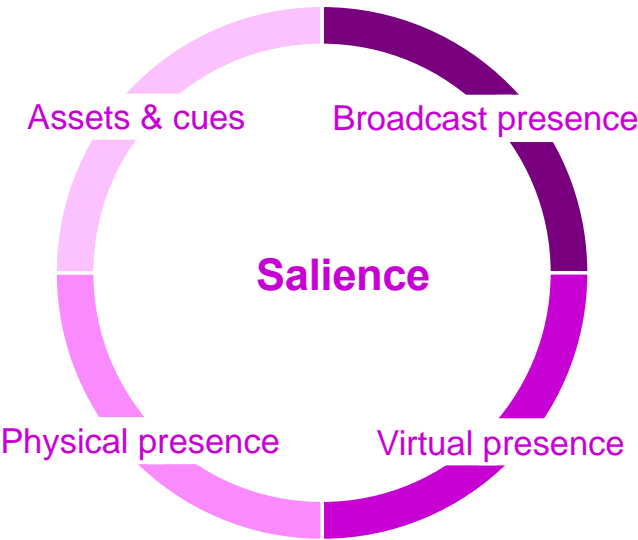 Assets & cues
Broadcast presence
Salience
Physical presence
Virtual presence